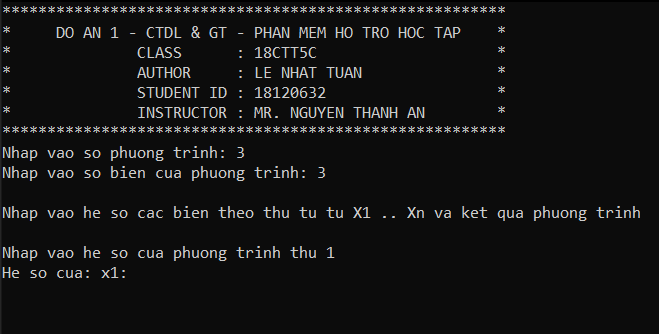 ********************************************************
* DO AN 1 - CTDL & GT - PHAN MEM HO TRO HOC TAP *
* CLASS : 18CTT5C *
* AUTHOR : LE NHAT TUAN *
* STUDENT ID : 18120632 *
* INSTRUCTOR : MR. NGUYEN THANH AN *
********************************************************
Nhap vao so phuong trinh: 3
Nhap vao so bien cua phuong trinh: 3
Nhap vao he so cac bien theo thu tu tu X1 .. Xn va ket qua phuong trinh
Nhap vao he so cua phuong trinh thu 1
He so cua: x1: